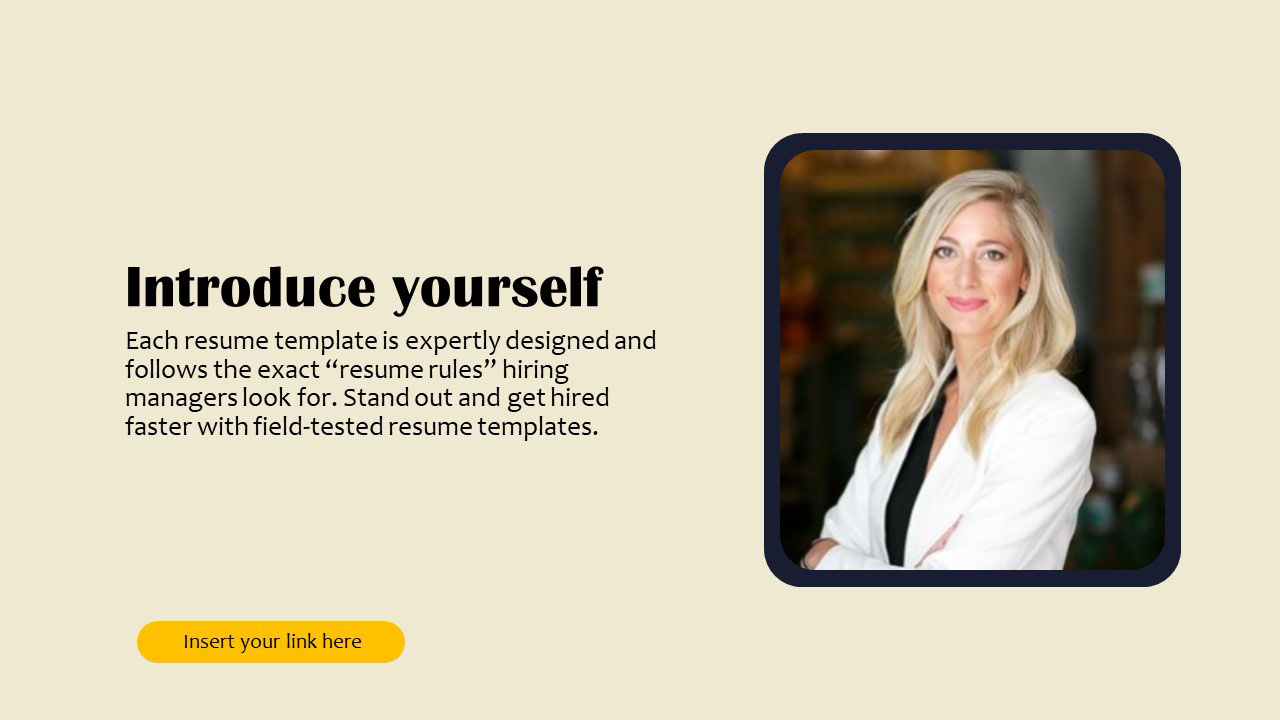 Introduce yourself
Each resume template is expertly designed and
follows the exact “resume rules” hiring
managers look for. Stand out and get hired
faster with field-tested resume templates.
Insert your link here